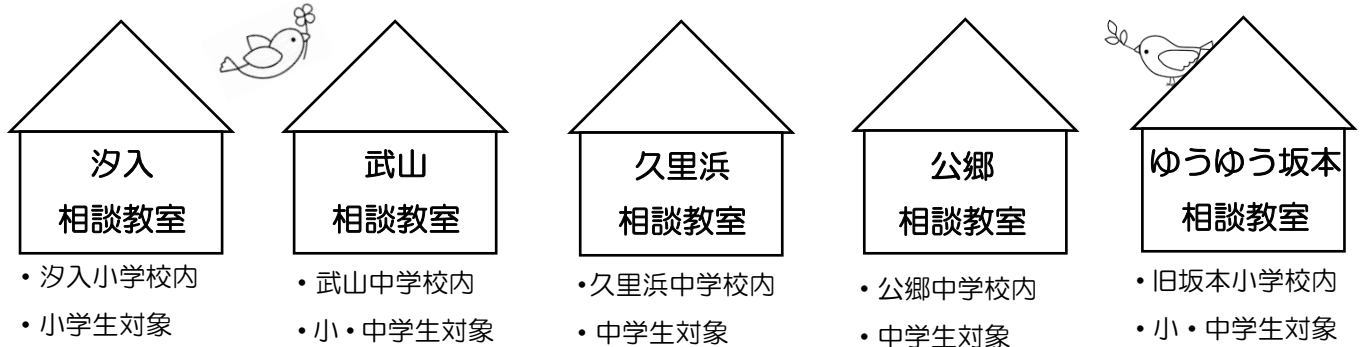 汐入
相談教室
・汐入小学校内
・小学生対象
武山
相談教室
・武山中学校内
・小・中学生対象
久里浜
相談教室
・久里浜中学校内
・中学生対象
公郷
相談教室
・公郷中学校内
・中学生対象
ゆうゆう坂本
相談教室
・旧坂本小学校内
・小・中学生対象